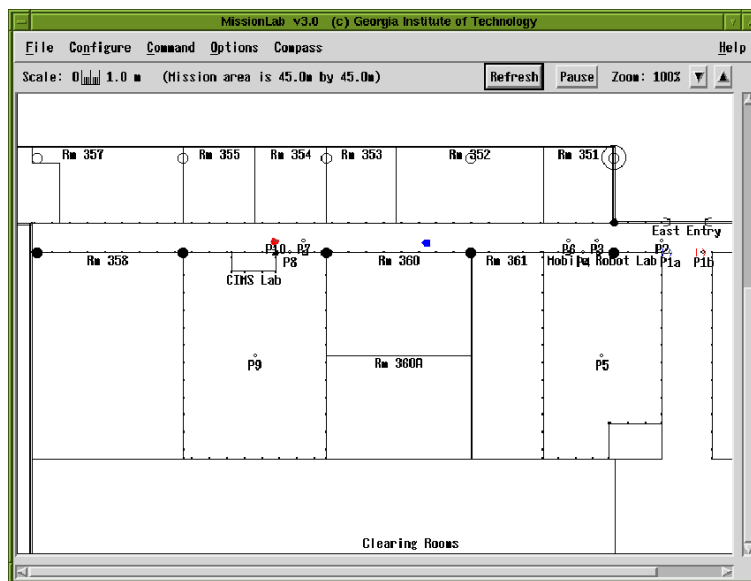 MissionLab v3.0 (c) Georgia Institute of Technology
File Configure Command Options Compass Help
Scale: 0 1.0 m (Mission area is 45.0m by 45.0m) Refresh Pause Zoom: 100%
Rm 357 Rm 355 Rm 354 Rm 353 Rm 352 Rm 351
East Entry
P10 P7 P6 P3 P2
Rm 358 P8 Rm 360 Rm 361 Mobile Robot Lab P4 P1a P1b
CIMS Lab
P9 Rm 360A P5
Clearing Rooms